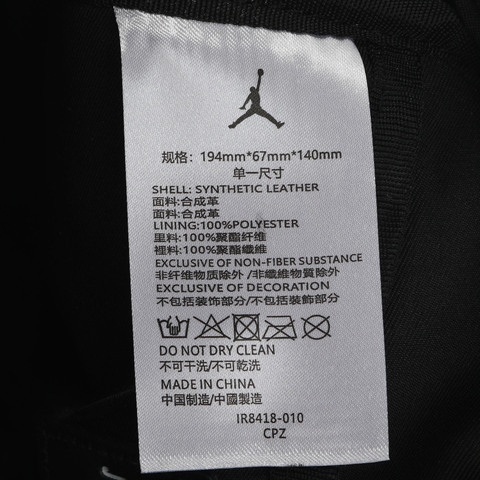 规格：194mm*67mm*140mm
单一尺寸
SHELL: SYNTHETIC LEATHER
面料:合成革
面料:合成革
LINING:100%POLYESTER
里料:100%聚酯纤维
裡料:100%聚酯纖維
EXCLUSIVE OF NON-FIBER SUBSTANCE
非纤维物质除外 /非纖維物質除外
EXCLUSIVE OF DECORATION
不包括装饰部分/不包括裝飾部分
DO NOT DRY CLEAN
不可干洗/不可乾洗
MADE IN CHINA
中国制造/中國製造
IR8418-010
CPZ